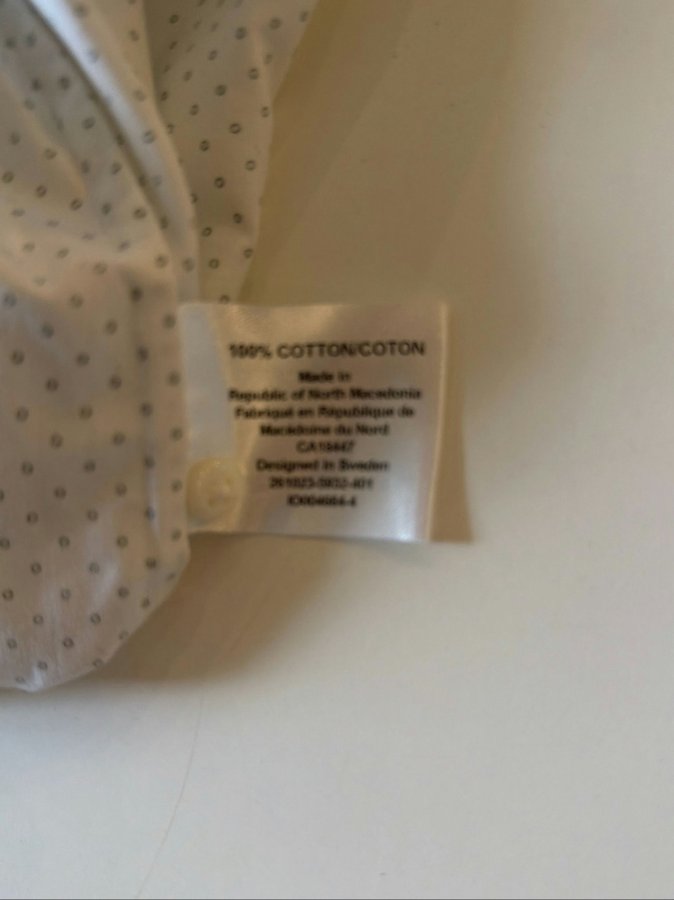 100% COTTON/COTON
Made in
Republic of North Macedonia
Fabriqué en République de
Macédoine du Nord
Designed in Sweden